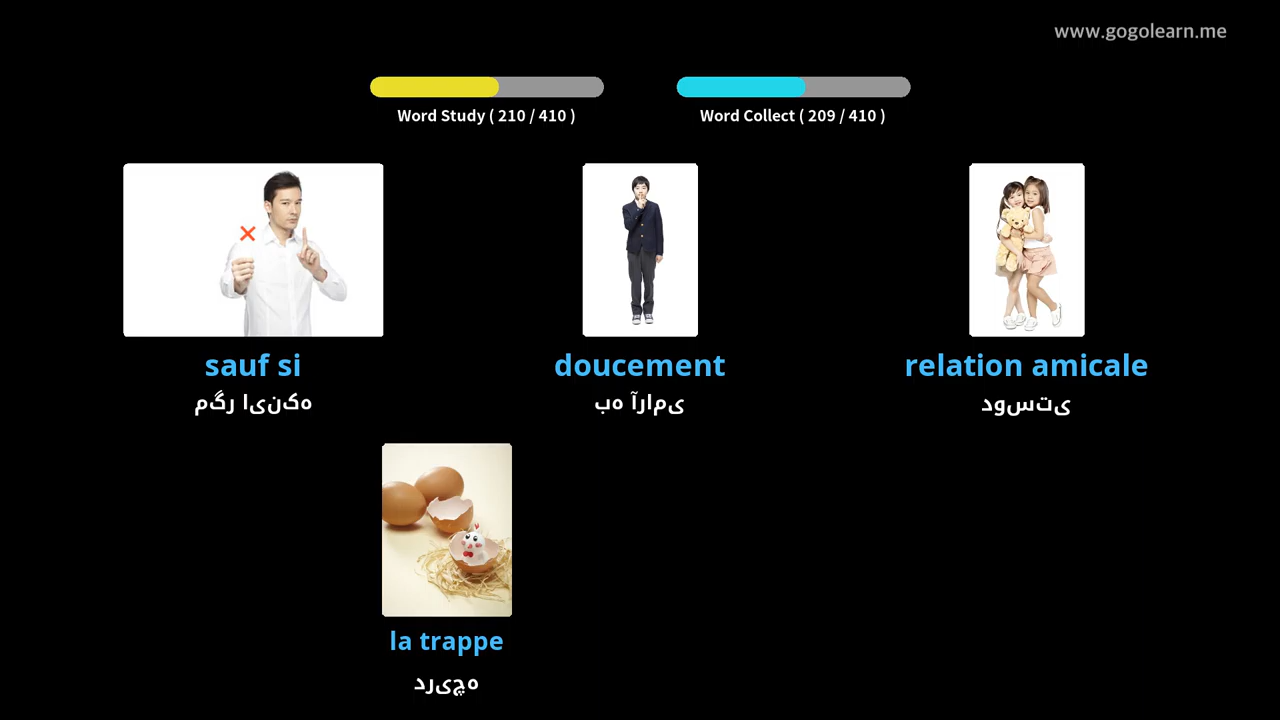 www.gogolearn.me
Word Study ( 210 / 410 )
Word Collect ( 209 / 410 )
sauf si
مگر اینکه
doucement
به آرامی
relation amicale
دوستی
la trappe
دریچه